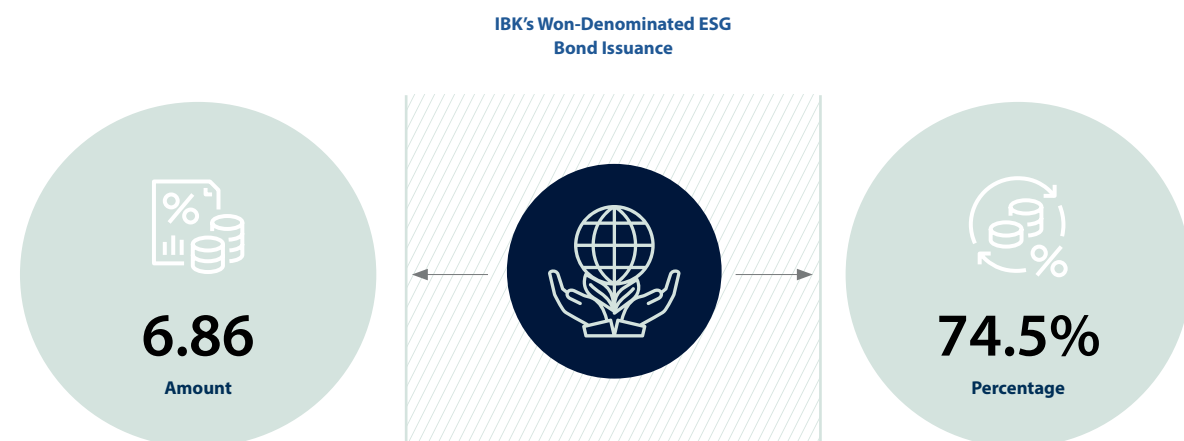 IBK's Won-Denominated ESG
Bond Issuance
6.86
Amount
74.5%
Percentage